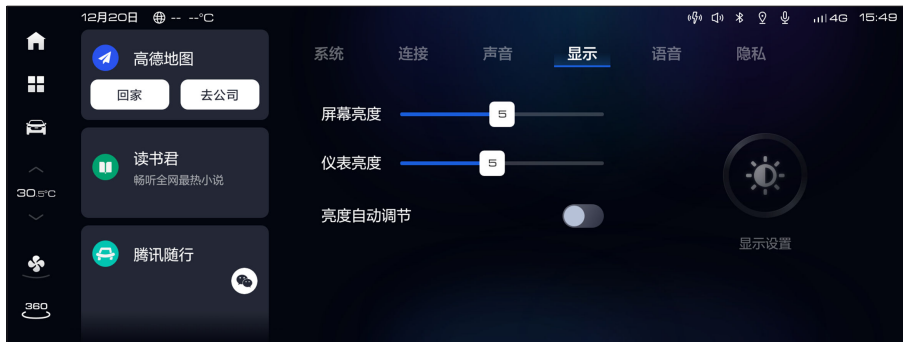 12月20日 -- --°C
4G 15:49
高德地图
回家 去公司
读书君
畅听全网最热小说
腾讯随行
30.5°C
360
系统 连接 声音 显示 语音 隐私
屏幕亮度 5
仪表亮度 5
亮度自动调节
显示设置